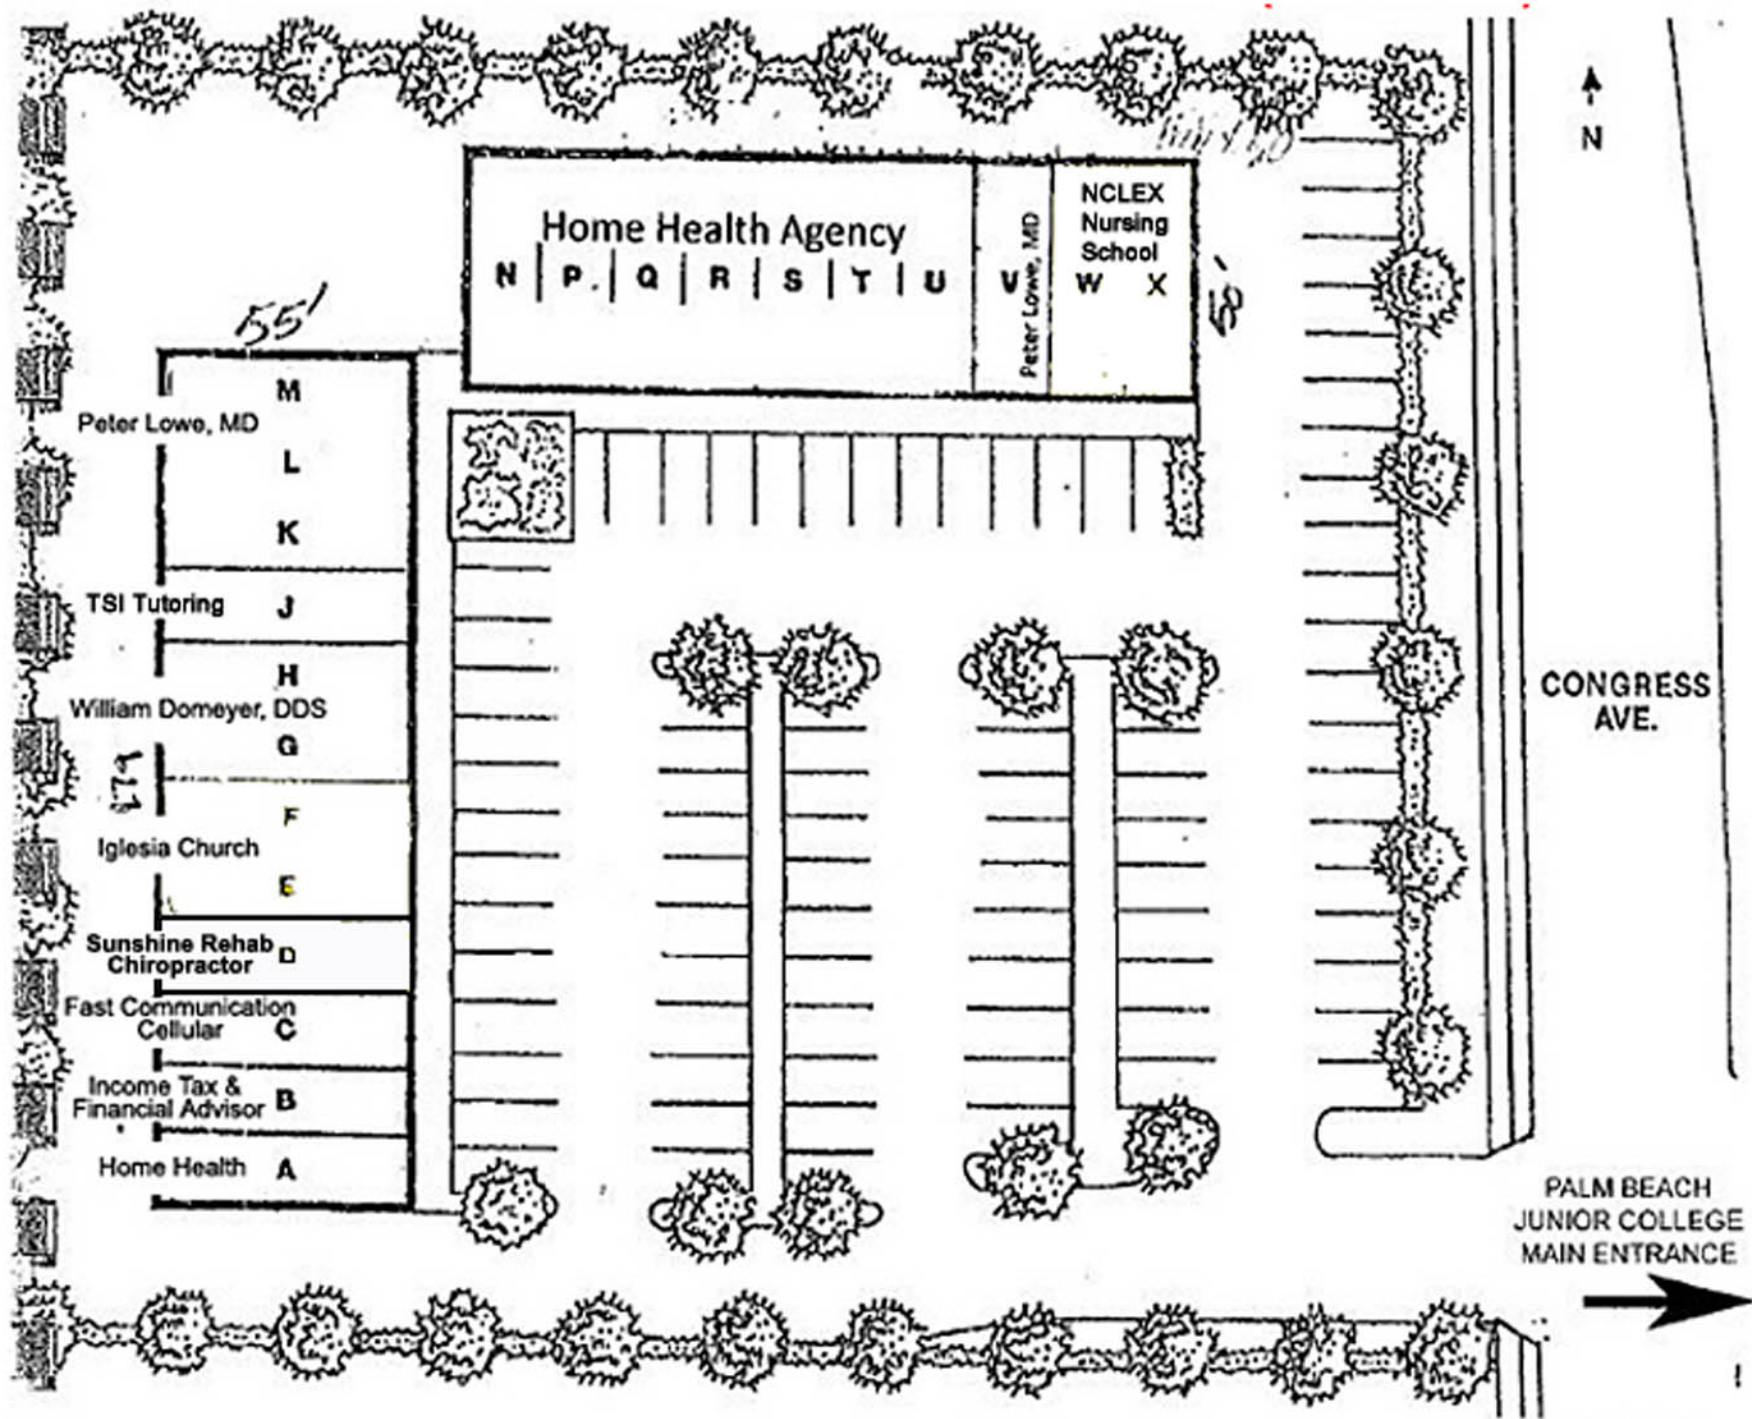 N
NCLEX
Nursing
School
Home Health Agency
N P. Q R S T U V W X
Peter Lowe, MD
50'
55'
M
Peter Lowe, MD
L
K
TSI Tutoring J
H
William Domeyer, DDS
G
F
Iglesia Church
E
Sunshine Rehab
Chiropractor D
Fast Communication
Cellular C
Income Tax &
Financial Advisor B
Home Health A
CONGRESS
AVE.
PALM BEACH
JUNIOR COLLEGE
MAIN ENTRANCE